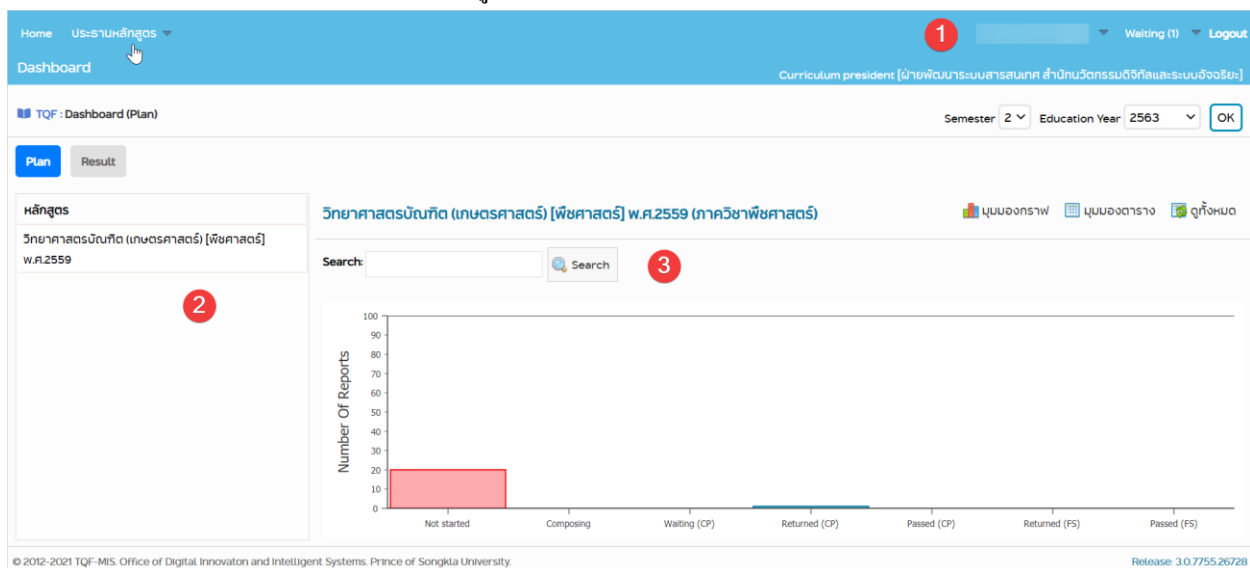 Home ประธานหลักสูตร
1
Waiting (1) Logout
Dashboard
Curriculum president [ฝ่ายพัฒนาระบบสารสนเทศ สำนักนวัตกรรมดิจิทัลและระบบอัจฉริยะ]
TQF : Dashboard (Plan)
Semester 2 Education Year 2563 OK
Plan Result
หลักสูตร
วิทยาศาสตรบัณฑิต (เกษตรศาสตร์) [พืชศาสตร์]
พ.ศ.2559
2
วิทยาศาสตรบัณฑิต (เกษตรศาสตร์) [พืชศาสตร์] พ.ศ.2559 (ภาควิชาพืชศาสตร์)
มุมมองกราฟ มุมมองตาราง ดูทั้งหมด
Search: Search
3
Number Of Reports
100
90
80
70
60
50
40
30
20
10
0
Not started Composing Waiting (CP) Returned (CP) Passed (CP) Returned (FS) Passed (FS)
© 2012-2021 TQF-MIS. Office of Digital Innovaton and Intelligent Systems. Prince of Songkla University.
Release: 3.0.7755.26728